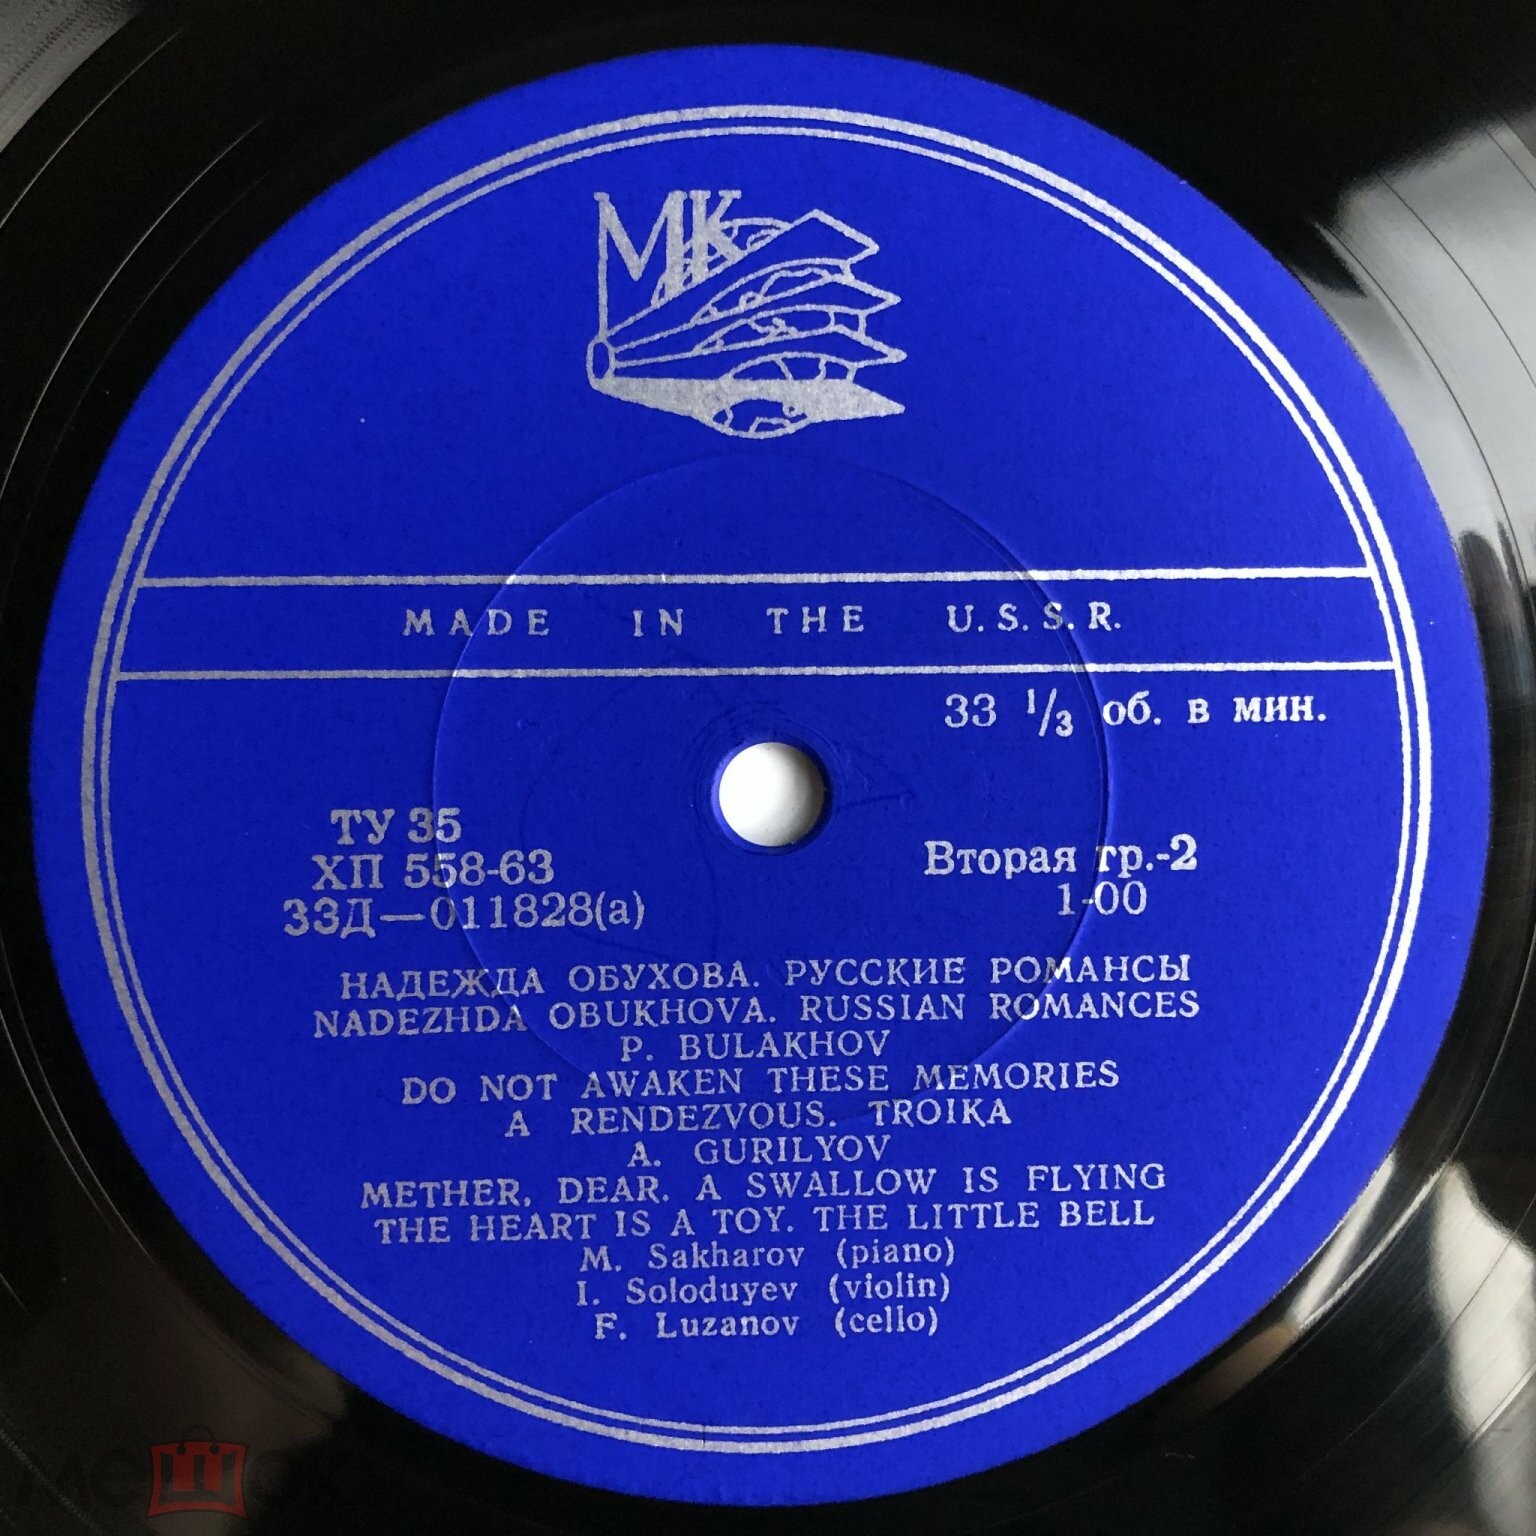 МК
MADE IN THE U.S.S.R.
33 1/3 об. в мин.
ТУ 35
ХП 558-63
33Д—011828(а)
Вторая гр.-2
1-00
НАДЕЖДА ОБУХОВА. РУССКИЕ РОМАНСЫ
NADEZHDA OBUKHOVA. RUSSIAN ROMANCES
P. BULAKHOV
DO NOT AWAKEN THESE MEMORIES
A RENDEZVOUS. TROIKA
A. GURILYOV
METHER, DEAR. A SWALLOW IS FLYING
THE HEART IS A TOY. THE LITTLE BELL
M. Sakharov (piano)
I. Soloduyev (violin)
F. Luzanov (cello)
мешок